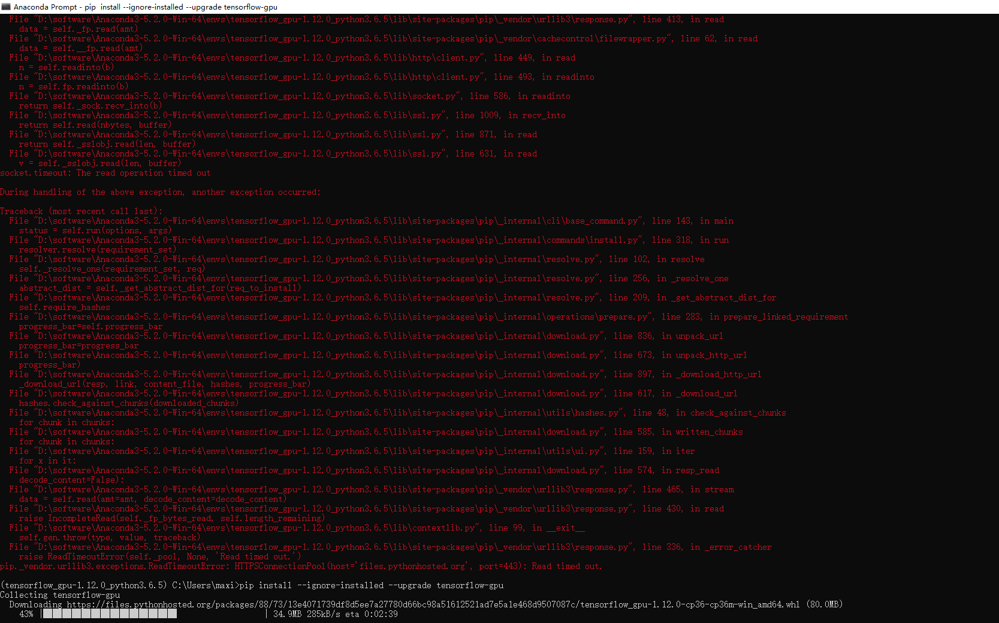 Anaconda Prompt - pip  install --ignore-installed --upgrade tensorflow-gpu
File "D:\software\Anaconda3-5.2.0-Win-64\envs\tensorflow_gpu-1.12.0_python3.6.5\lib\site-packages\pip\_vendor\urllib3\response.py", line 413, in read
data = self._fp.read(amt)
File "D:\software\Anaconda3-5.2.0-Win-64\envs\tensorflow_gpu-1.12.0_python3.6.5\lib\site-packages\pip\_vendor\cachecontrol\filewrapper.py", line 62, in read
data = self.__fp.read(amt)
File "D:\software\Anaconda3-5.2.0-Win-64\envs\tensorflow_gpu-1.12.0_python3.6.5\lib\http\client.py", line 449, in read
n = self.readinto(b)
File "D:\software\Anaconda3-5.2.0-Win-64\envs\tensorflow_gpu-1.12.0_python3.6.5\lib\http\client.py", line 493, in readinto
n = self.fp.readinto(b)
File "D:\software\Anaconda3-5.2.0-Win-64\envs\tensorflow_gpu-1.12.0_python3.6.5\lib\socket.py", line 586, in readinto
return self._sock.recv_into(b)
File "D:\software\Anaconda3-5.2.0-Win-64\envs\tensorflow_gpu-1.12.0_python3.6.5\lib\ssl.py", line 1009, in recv_into
return self.read(nbytes, buffer)
File "D:\software\Anaconda3-5.2.0-Win-64\envs\tensorflow_gpu-1.12.0_python3.6.5\lib\ssl.py", line 871, in read
return self._sslobj.read(len, buffer)
File "D:\software\Anaconda3-5.2.0-Win-64\envs\tensorflow_gpu-1.12.0_python3.6.5\lib\ssl.py", line 631, in read
v = self._sslobj.read(len, buffer)
socket.timeout: The read operation timed out
During handling of the above exception, another exception occurred:
Traceback (most recent call last):
File "D:\software\Anaconda3-5.2.0-Win-64\envs\tensorflow_gpu-1.12.0_python3.6.5\lib\site-packages\pip\_internal\cli\base_command.py", line 143, in main
status = self.run(options, args)
File "D:\software\Anaconda3-5.2.0-Win-64\envs\tensorflow_gpu-1.12.0_python3.6.5\lib\site-packages\pip\_internal\commands\install.py", line 318, in run
resolver.resolve(requirement_set)
File "D:\software\Anaconda3-5.2.0-Win-64\envs\tensorflow_gpu-1.12.0_python3.6.5\lib\site-packages\pip\_internal\resolve.py", line 102, in resolve
self._resolve_one(requirement_set, req)
File "D:\software\Anaconda3-5.2.0-Win-64\envs\tensorflow_gpu-1.12.0_python3.6.5\lib\site-packages\pip\_internal\resolve.py", line 256, in _resolve_one
abstract_dist = self._get_abstract_dist_for(req_to_install)
File "D:\software\Anaconda3-5.2.0-Win-64\envs\tensorflow_gpu-1.12.0_python3.6.5\lib\site-packages\pip\_internal\resolve.py", line 209, in _get_abstract_dist_for
self.require_hashes
File "D:\software\Anaconda3-5.2.0-Win-64\envs\tensorflow_gpu-1.12.0_python3.6.5\lib\site-packages\pip\_internal\operations\prepare.py", line 283, in prepare_linked_requirement
progress_bar=self.progress_bar
File "D:\software\Anaconda3-5.2.0-Win-64\envs\tensorflow_gpu-1.12.0_python3.6.5\lib\site-packages\pip\_internal\download.py", line 836, in unpack_url
progress_bar=progress_bar
File "D:\software\Anaconda3-5.2.0-Win-64\envs\tensorflow_gpu-1.12.0_python3.6.5\lib\site-packages\pip\_internal\download.py", line 673, in unpack_http_url
progress_bar)
File "D:\software\Anaconda3-5.2.0-Win-64\envs\tensorflow_gpu-1.12.0_python3.6.5\lib\site-packages\pip\_internal\download.py", line 897, in _download_http_url
_download_url(resp, link, content_file, hashes, progress_bar)
File "D:\software\Anaconda3-5.2.0-Win-64\envs\tensorflow_gpu-1.12.0_python3.6.5\lib\site-packages\pip\_internal\download.py", line 617, in _download_url
hashes.check_against_chunks(downloaded_chunks)
File "D:\software\Anaconda3-5.2.0-Win-64\envs\tensorflow_gpu-1.12.0_python3.6.5\lib\site-packages\pip\_internal\utils\hashes.py", line 48, in check_against_chunks
for chunk in chunks:
File "D:\software\Anaconda3-5.2.0-Win-64\envs\tensorflow_gpu-1.12.0_python3.6.5\lib\site-packages\pip\_internal\download.py", line 585, in written_chunks
for chunk in chunks:
File "D:\software\Anaconda3-5.2.0-Win-64\envs\tensorflow_gpu-1.12.0_python3.6.5\lib\site-packages\pip\_internal\utils\ui.py", line 159, in iter
for x in it:
File "D:\software\Anaconda3-5.2.0-Win-64\envs\tensorflow_gpu-1.12.0_python3.6.5\lib\site-packages\pip\_internal\download.py", line 574, in resp_read
decode_content=False):
File "D:\software\Anaconda3-5.2.0-Win-64\envs\tensorflow_gpu-1.12.0_python3.6.5\lib\site-packages\pip\_vendor\urllib3\response.py", line 465, in stream
data = self.read(amt=amt, decode_content=decode_content)
File "D:\software\Anaconda3-5.2.0-Win-64\envs\tensorflow_gpu-1.12.0_python3.6.5\lib\site-packages\pip\_vendor\urllib3\response.py", line 430, in read
raise IncompleteRead(self._fp_bytes_read, self.length_remaining)
File "D:\software\Anaconda3-5.2.0-Win-64\envs\tensorflow_gpu-1.12.0_python3.6.5\lib\contextlib.py", line 99, in __exit__
self.gen.throw(type, value, traceback)
File "D:\software\Anaconda3-5.2.0-Win-64\envs\tensorflow_gpu-1.12.0_python3.6.5\lib\site-packages\pip\_vendor\urllib3\response.py", line 336, in _error_catcher
raise ReadTimeoutError(self._pool, None, 'Read timed out.')
pip._vendor.urllib3.exceptions.ReadTimeoutError: HTTPSConnectionPool(host='files.pythonhosted.org', port=443): Read timed out.
(tensorflow_gpu-1.12.0_python3.6.5) C:\Users\maxi>pip install --ignore-installed --upgrade tensorflow-gpu
Collecting tensorflow-gpu
Downloading https://files.pythonhosted.org/packages/88/73/13e4071739df8d5ee7a27780d66bc98a51612521ad7e5a1e468d9507087c/tensorflow_gpu-1.12.0-cp36-cp36m-win_amd64.whl (80.0MB)
43% | | 34.9MB 285kB/s eta 0:02:39